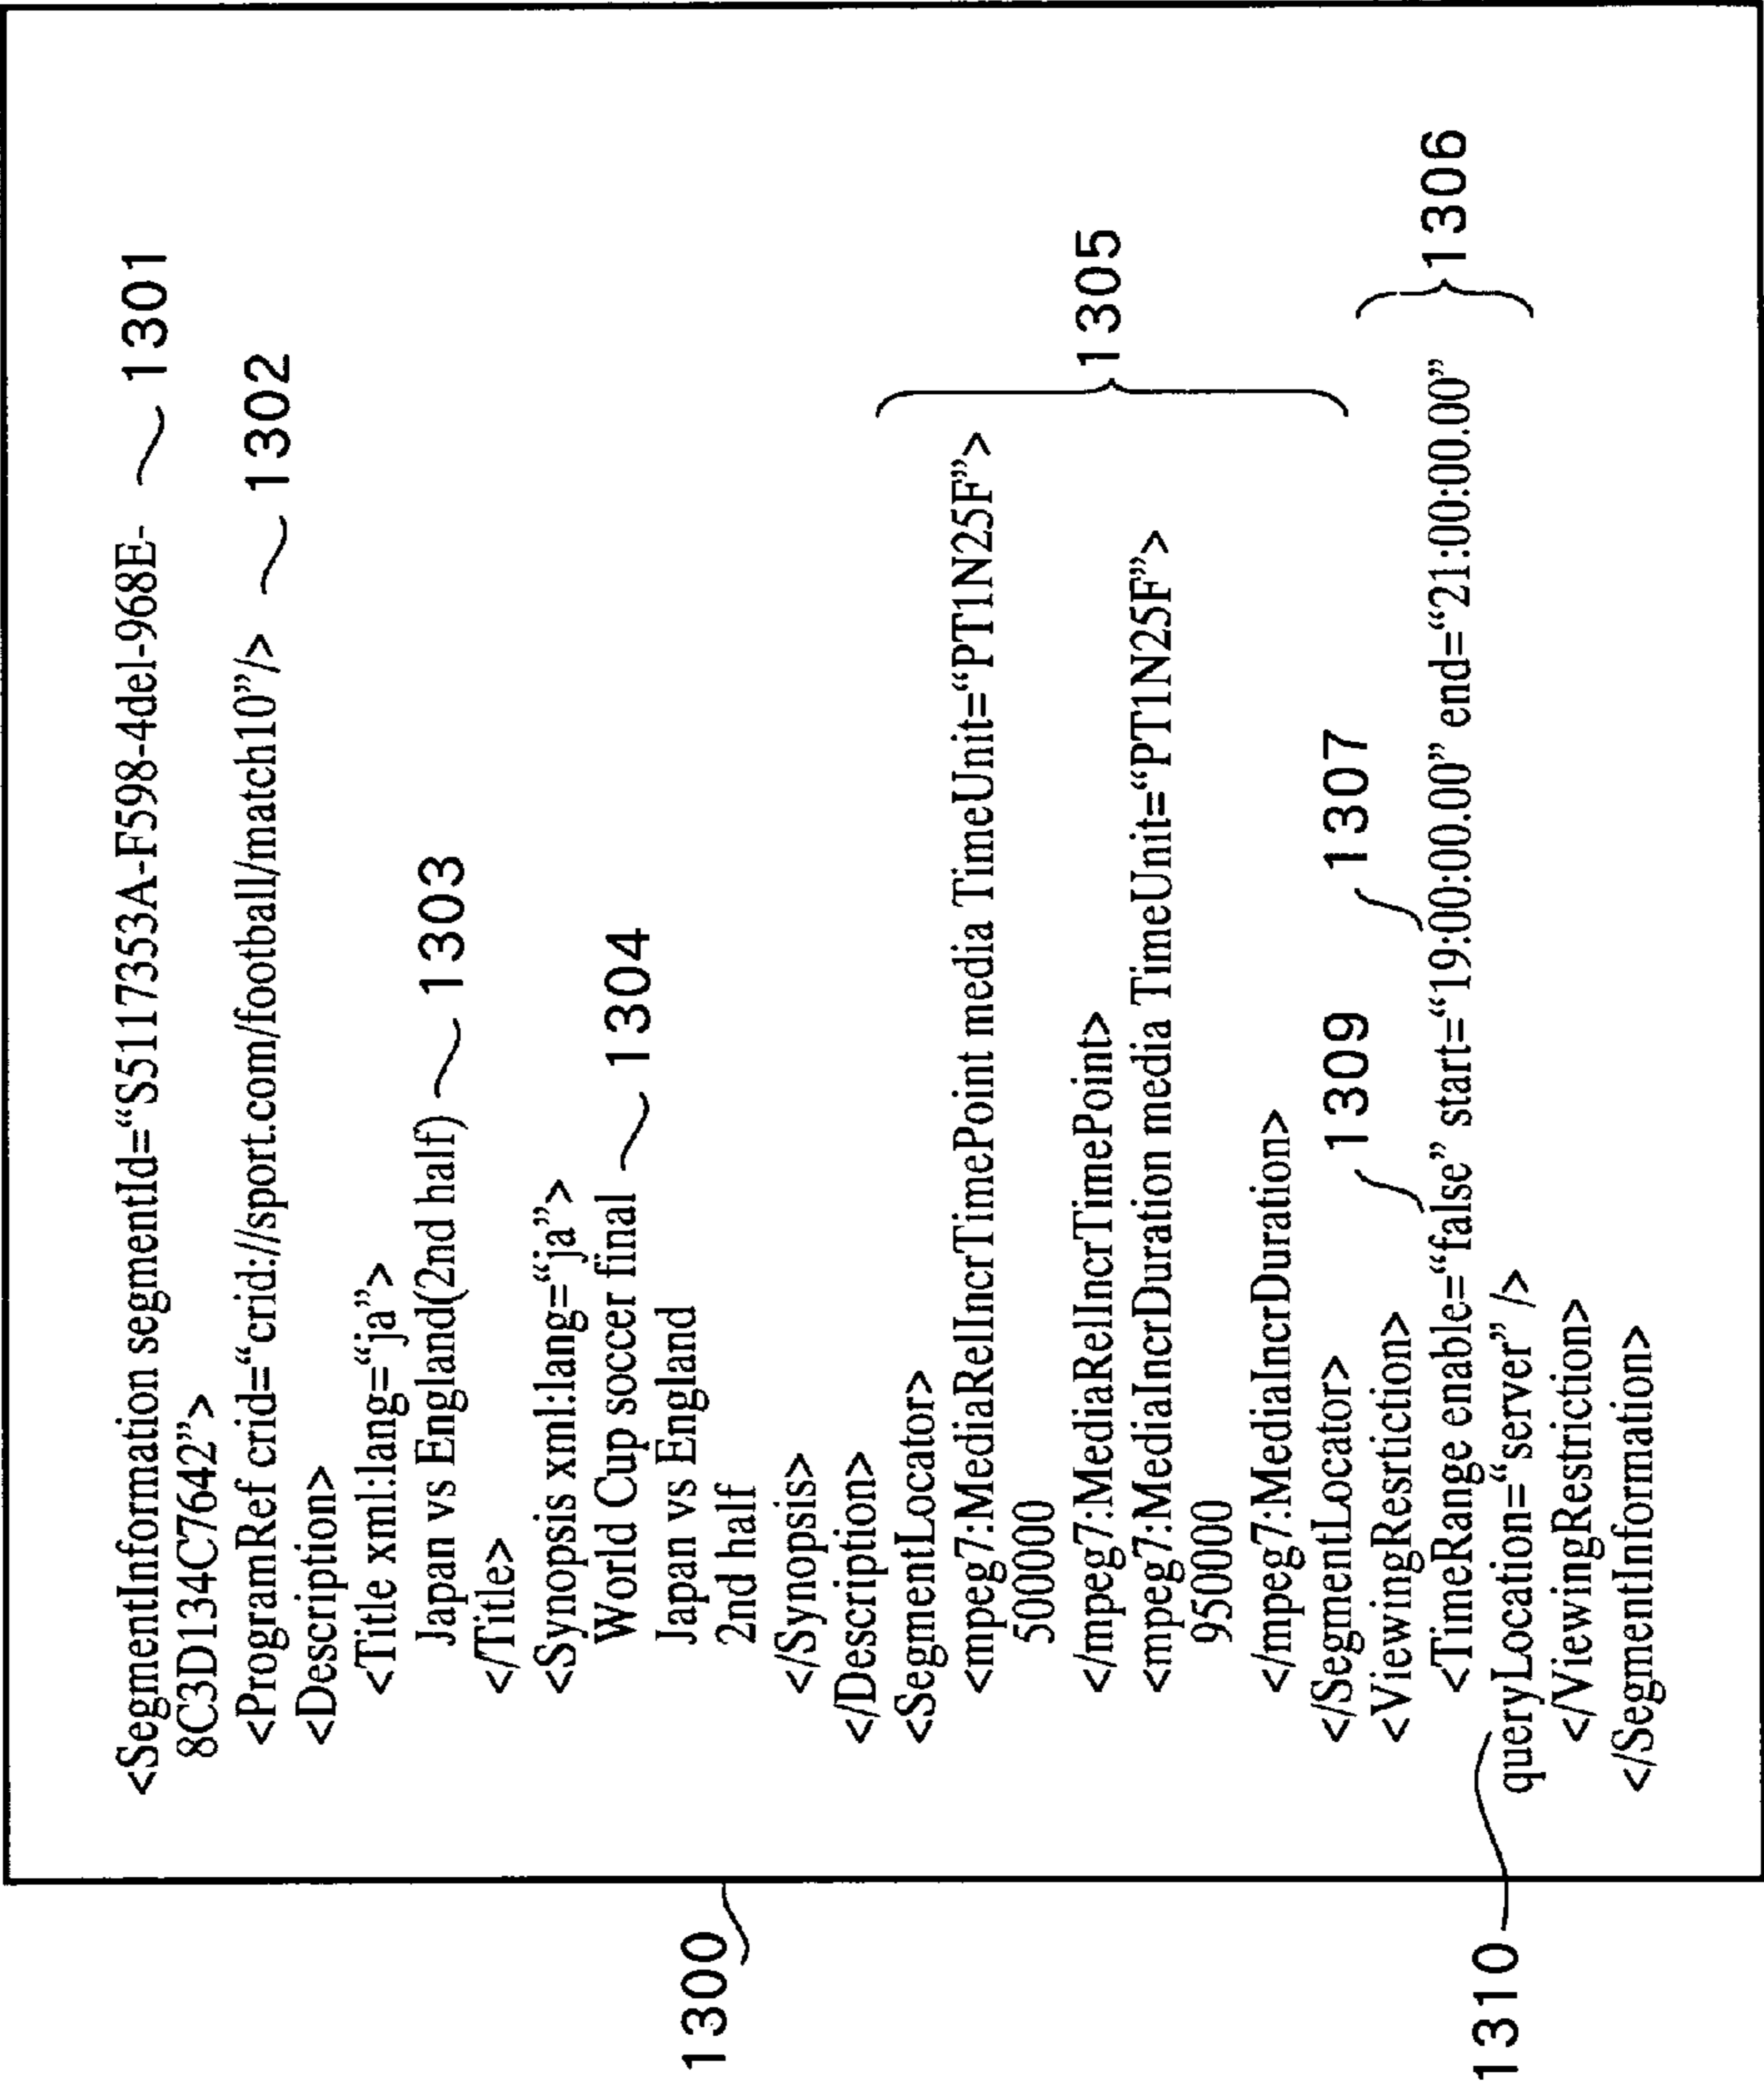 <SegmentInformation segmentId=“S5117353A-F598-4del-968E- 1301
8C3D134C7642”>
<ProgramRef crid=“crid://sport.com/football/match10”/> 1302
<Description>
<Title xml:lang=“ja”>
Japan vs England(2nd half) 1303
</Title>
<Synopsis xml:lang=“ja”>
World Cup soccer final 1304
Japan vs England
2nd half
</Synopsis>
</Description>
<SegmentLocator>
<mpeg7:MediaRelIncrTimePoint media TimeUnit=“PT1N25F”>
500000
</mpeg7:MediaRelIncrTimePoint>
1305
<mpeg7:MediaIncrDuration media TimeUnit=“PT1N25F”>
950000
</mpeg7:MediaIncrDuration>
</SegmentLocator>
1309 1307
<ViewingResrtiction>
<TimeRange enable=“false” start=“19:00:00.00” end=“21:00:00.00”
1306
queryLocation=“server” />
</ViewingRestriction>
</SegmentInformation>
1300
1310